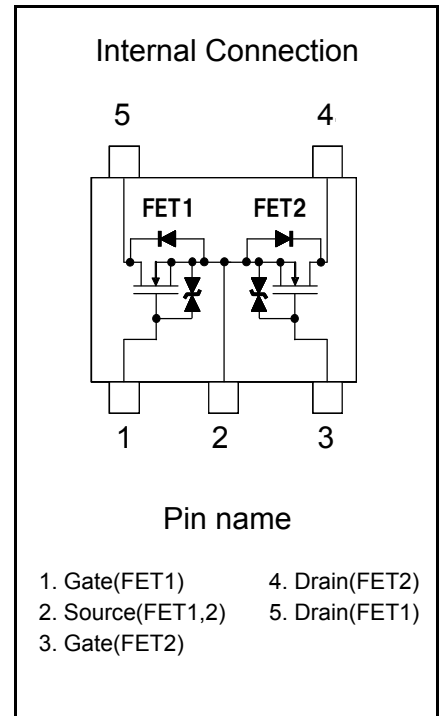 Internal Connection
5 4
FET1 FET2
1 2 3
Pin name
1. Gate(FET1) 4. Drain(FET2)
2. Source(FET1,2) 5. Drain(FET1)
3. Gate(FET2)